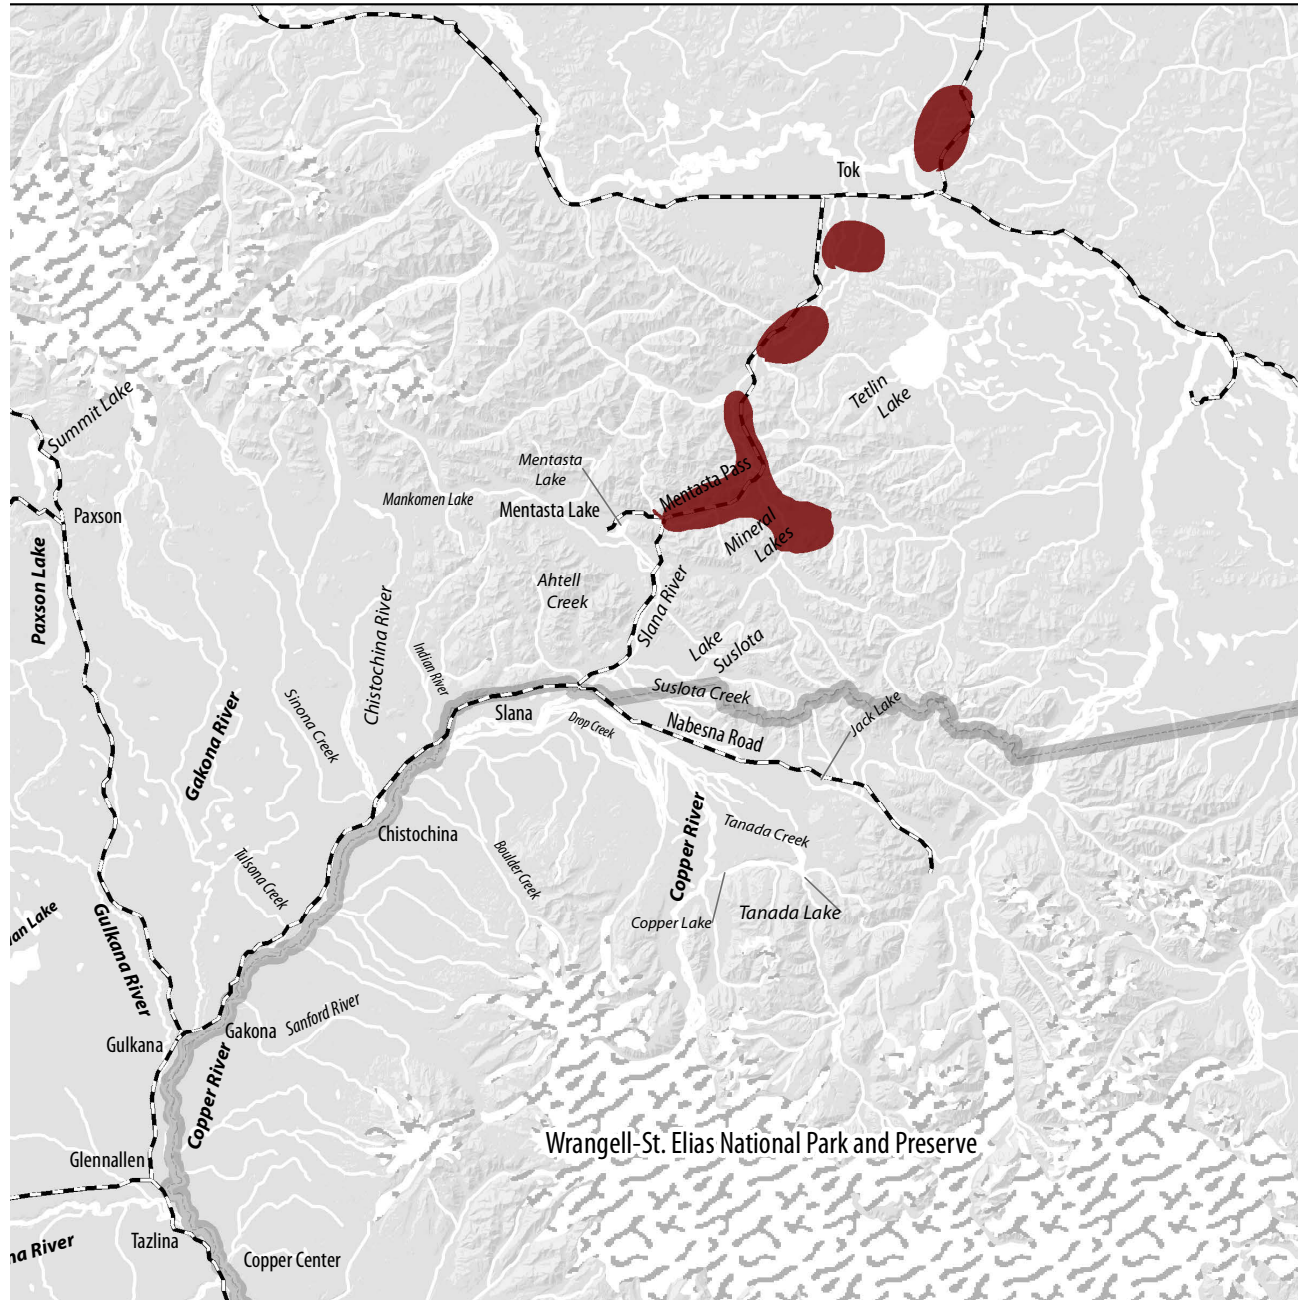 Tok
Tetlin
Lake
Summit Lake
Mentasta
Lake
Mentasta Pass
Mankomen Lake
Mentasta Lake
Paxson
Mineral
Lakes
Paxson Lake
Ahtell
Creek
Slana River
Chistochina River
Indian River
Lake
Suslota
Suslota Creek
Sinona Creek
Gakona River
Slana
Drop Creek
Nabesna Road
Jack Lake
Chistochina
Copper River
Tanada Creek
Tulsona Creek
Boulder Creek
Copper Lake
Tanada Lake
Gulkana River
Gakona
Sanford River
Gulkana
Copper River
Wrangell-St. Elias National Park and Preserve
Glennallen
Tazlina
Copper Center
Lake
River